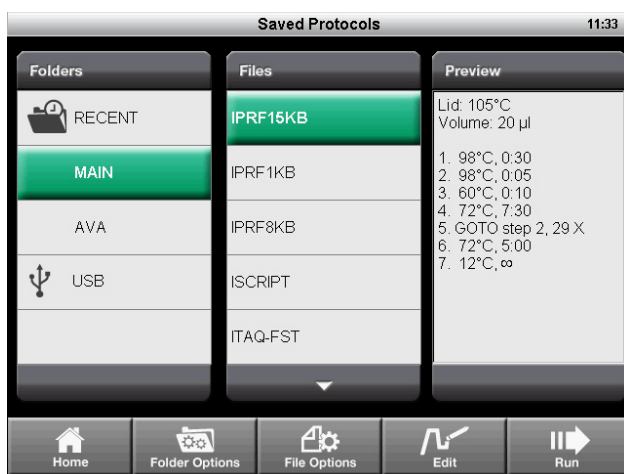 Saved Protocols
11:33
Folders
RECENT
MAIN
AVA
USB
Files
IPRF15KB
IPRF1KB
IPRF8KB
ISCRIPT
ITAQ-FST
Preview
Lid: 105°C
Volume: 20 µl
1. 98°C, 0:30
2. 98°C, 0:05
3. 60°C, 0:10
4. 72°C, 7:30
5. GOTO step 2, 29 X
6. 72°C, 5:00
7. 12°C, ∞
Home
Folder Options
File Options
Edit
Run